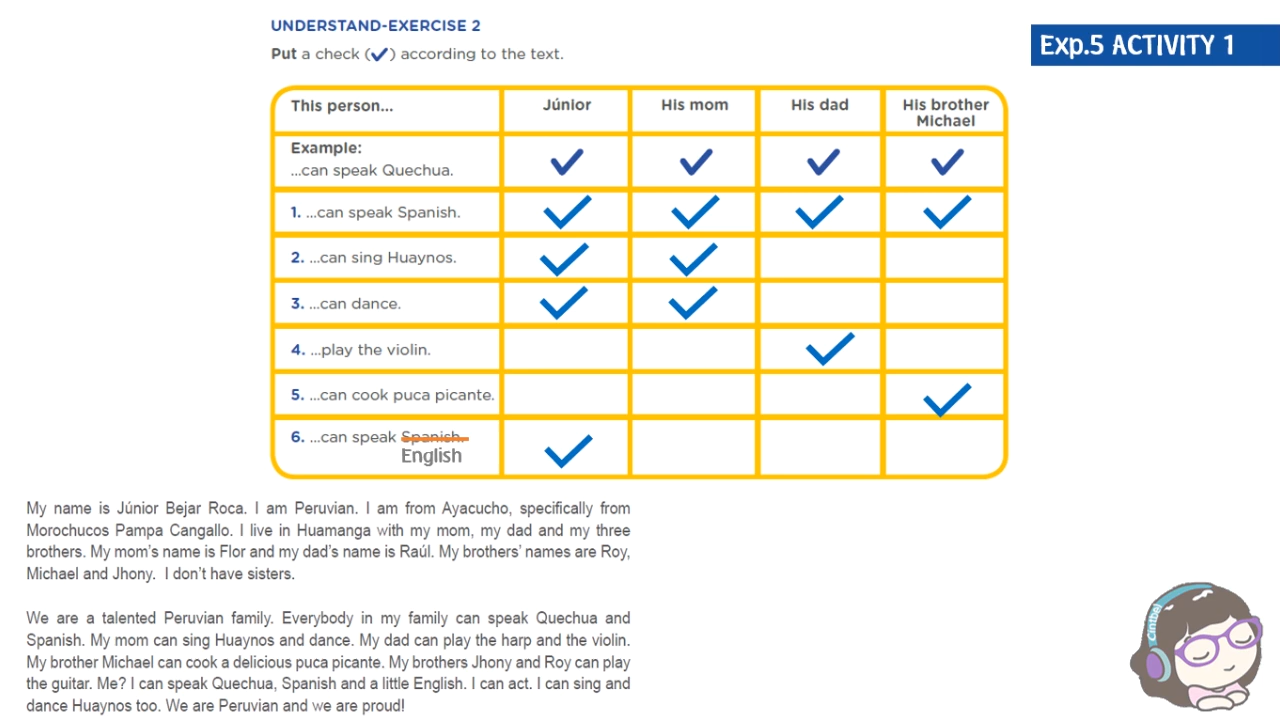 UNDERSTAND-EXERCISE 2
Exp.5 ACTIVITY 1
Put a check (✓) according to the text.
This person... Júnior His mom His dad His brother Michael
Example:
...can speak Quechua. ✓ ✓ ✓ ✓
1. ...can speak Spanish. ✓ ✓ ✓ ✓
2. ...can sing Huaynos. ✓ ✓
3. ...can dance. ✓ ✓
4. ...play the violin. ✓
5. ...can cook puca picante. ✓
6. ...can speak Spanish. ✓
English
My name is Júnior Bejar Roca. I am Peruvian. I am from Ayacucho, specifically from
Morochucos Pampa Cangallo. I live in Huamanga with my mom, my dad and my three
brothers. My mom's name is Flor and my dad's name is Raúl. My brothers' names are Roy,
Michael and Jhony. I don't have sisters.
We are a talented Peruvian family. Everybody in my family can speak Quechua and
Spanish. My mom can sing Huaynos and dance. My dad can play the harp and the violin.
My brother Michael can cook a delicious puca picante. My brothers Jhony and Roy can play
the guitar. Me? I can speak Quechua, Spanish and a little English. I can act. I can sing and
dance Huaynos too. We are Peruvian and we are proud!
Cintbel